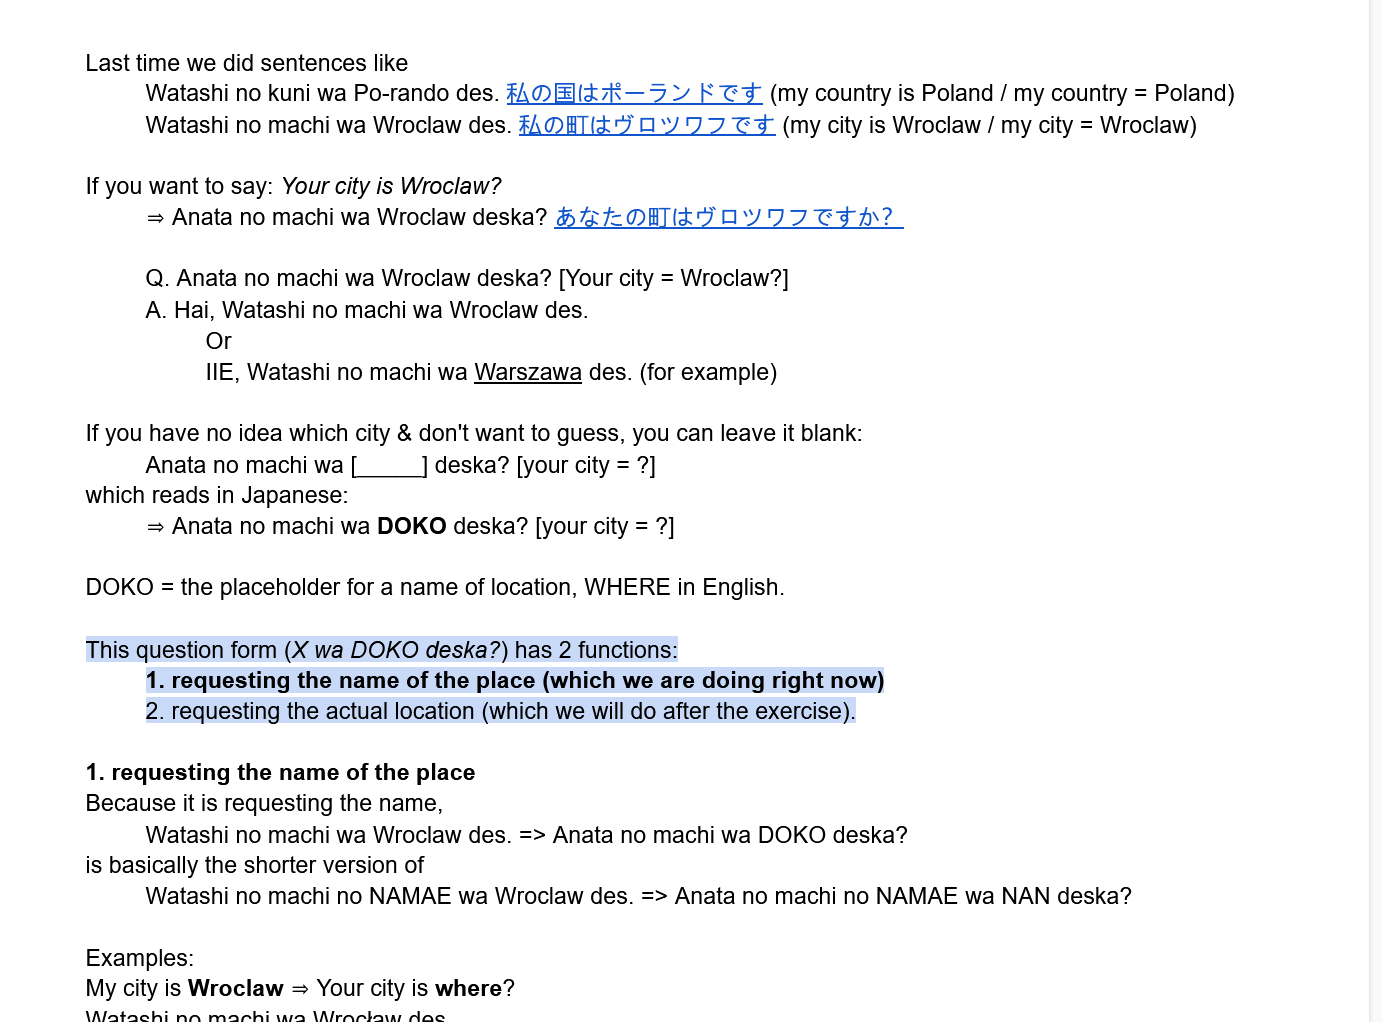 Last time we did sentences like
Watashi no kuni wa Po-rando des. 私の国はポーランドです (my country is Poland / my country = Poland)
Watashi no machi wa Wroclaw des. 私の町はヴロツワフです (my city is Wroclaw / my city = Wroclaw)
If you want to say: Your city is Wroclaw?
⇒ Anata no machi wa Wroclaw deska? あなたの町はヴロツワフですか？
Q. Anata no machi wa Wroclaw deska? [Your city = Wroclaw?]
A. Hai, Watashi no machi wa Wroclaw des.
Or
IIE, Watashi no machi wa Warszawa des. (for example)
If you have no idea which city & don't want to guess, you can leave it blank:
Anata no machi wa [_____] deska? [your city = ?]
which reads in Japanese:
⇒ Anata no machi wa DOKO deska? [your city = ?]
DOKO = the placeholder for a name of location, WHERE in English.
This question form (X wa DOKO deska?) has 2 functions:
1. requesting the name of the place (which we are doing right now)
2. requesting the actual location (which we will do after the exercise).
1. requesting the name of the place
Because it is requesting the name,
Watashi no machi wa Wroclaw des. => Anata no machi wa DOKO deska?
is basically the shorter version of
Watashi no machi no NAMAE wa Wroclaw des. => Anata no machi no NAMAE wa NAN deska?
Examples:
My city is Wroclaw ⇒ Your city is where?
Watashi no machi wa Wrocław des.